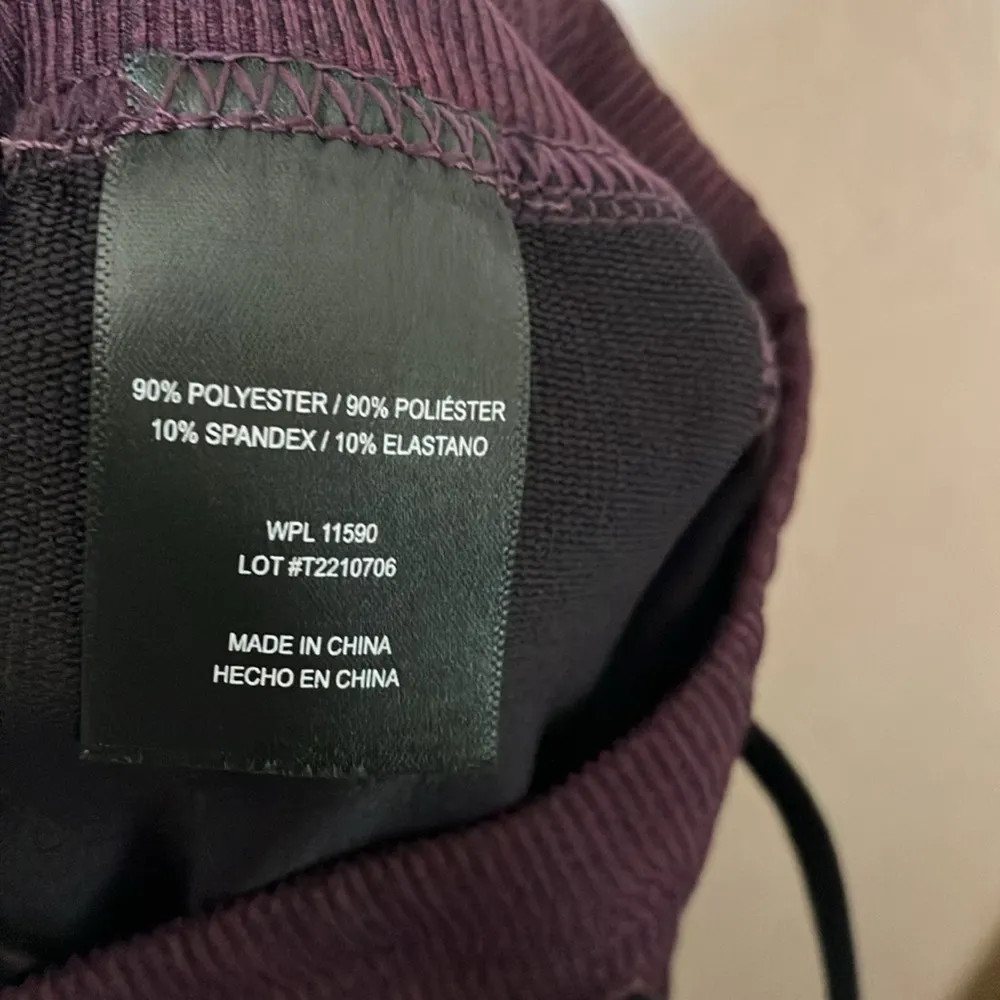 90% POLYESTER / 90% POLIÉSTER
10% SPANDEX / 10% ELASTANO
WPL 11590
LOT #T2210706
MADE IN CHINA
HECHO EN CHINA